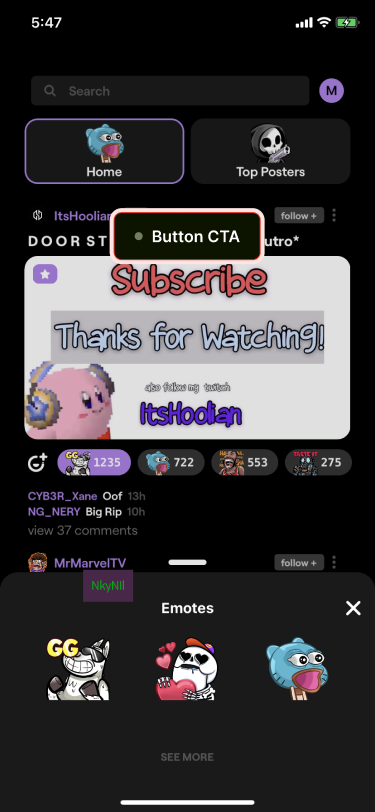 5:47
Search
M
Home
Top Posters
ItsHoolian
follow +
Button CTA
DOOR ST
utro*
Subscribe
Thanks for Watching!
also follow my twitch
ItsHoolian
GG
1235
722
553
275
CYB3R_Xane Oof 13h
NG_NERY Big Rip 10h
view 37 comments
MrMarvelTV
follow +
NkyNll
Emotes
GG
SEE MORE